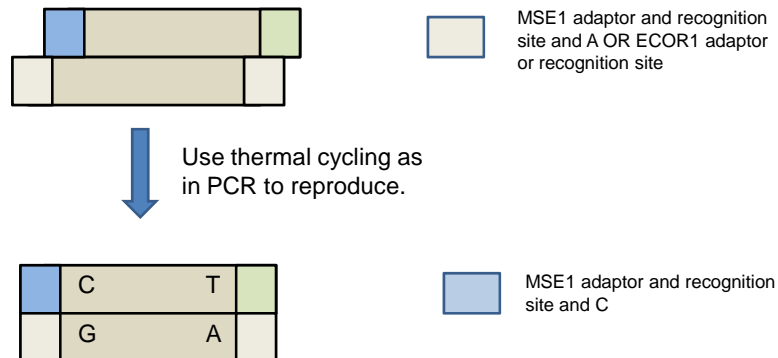 MSE1 adaptor and recognition
site and A OR ECOR1 adaptor
or recognition site
Use thermal cycling as
in PCR to reproduce.
C T
G A
MSE1 adaptor and recognition
site and C